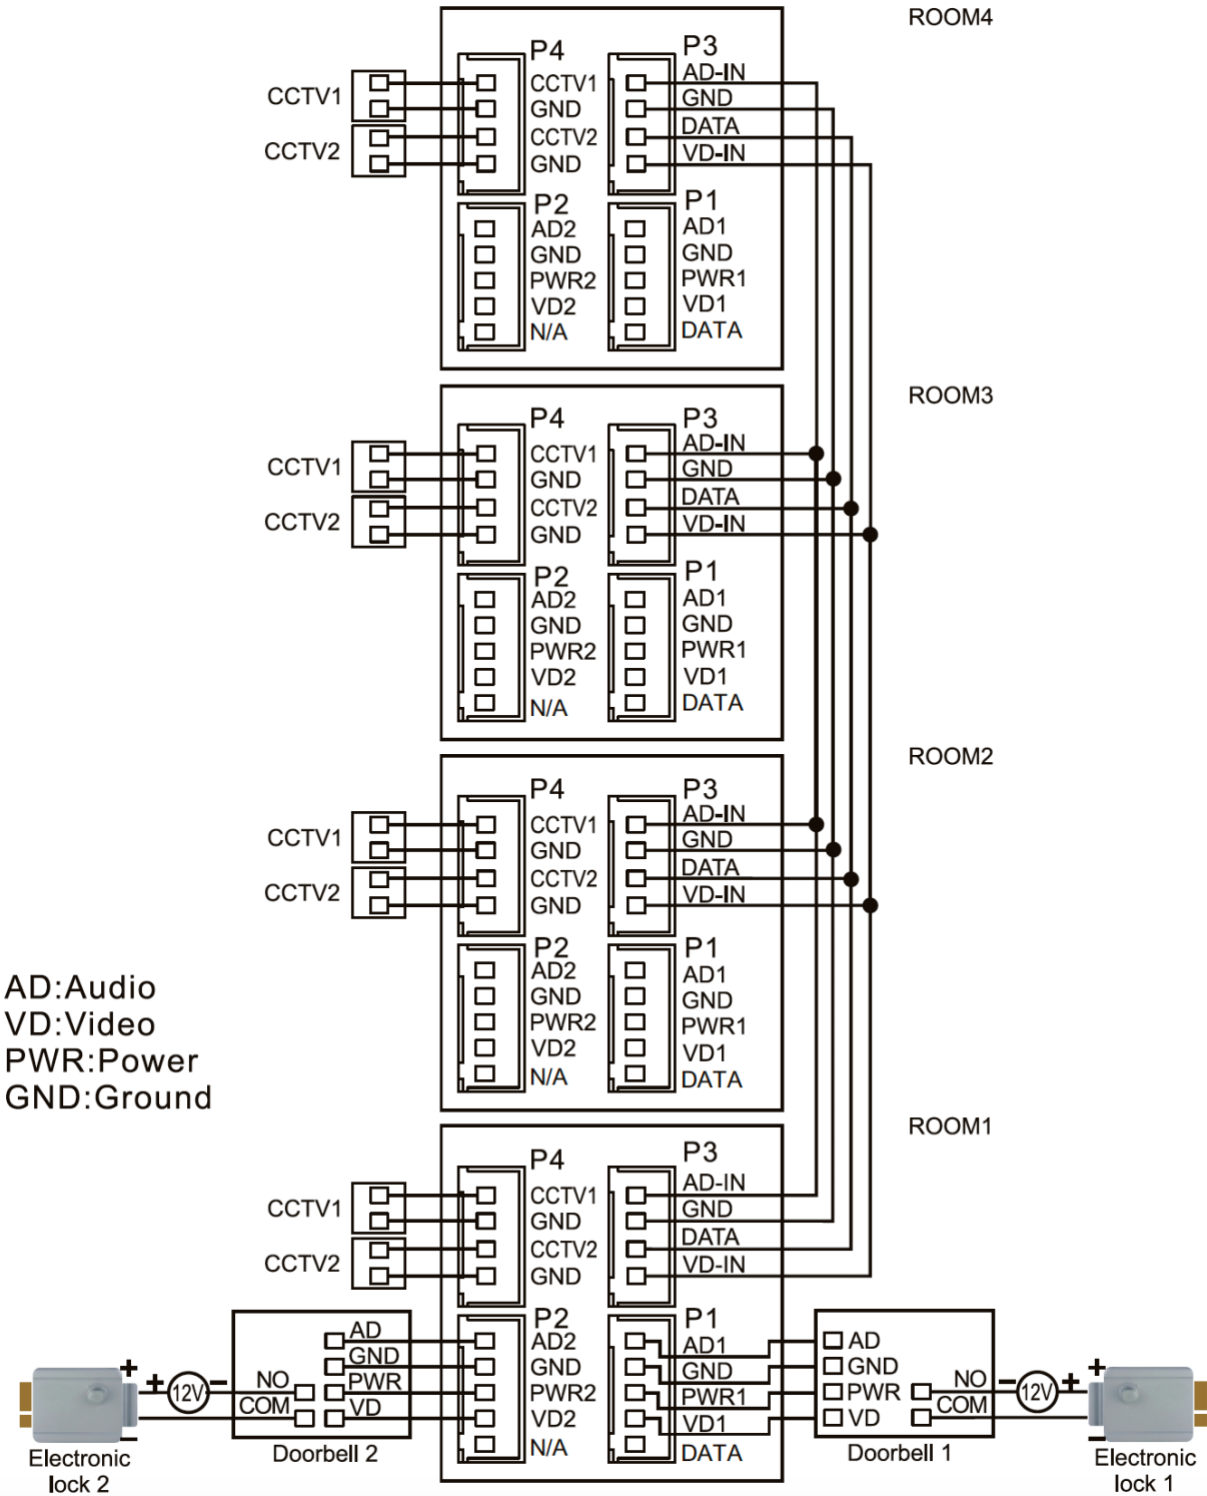 ROOM4
P4
P3
CCTV1
CCTV1
AD-IN
GND
GND
CCTV2
CCTV2
DATA
GND
VD-IN
P2
P1
AD2
AD1
GND
GND
PWR2
PWR1
VD2
VD1
N/A
DATA
ROOM3
P4
P3
CCTV1
CCTV1
AD-IN
GND
GND
CCTV2
CCTV2
DATA
GND
VD-IN
P2
P1
AD2
AD1
GND
GND
PWR2
PWR1
VD2
VD1
N/A
DATA
ROOM2
P4
P3
CCTV1
CCTV1
AD-IN
GND
GND
CCTV2
CCTV2
DATA
GND
VD-IN
P2
P1
AD2
AD1
GND
GND
PWR2
PWR1
VD2
VD1
N/A
DATA
AD:Audio
VD:Video
PWR:Power
GND:Ground
ROOM1
P4
P3
CCTV1
CCTV1
AD-IN
GND
GND
CCTV2
CCTV2
DATA
GND
VD-IN
P2
P1
AD
AD2
AD1
AD
GND
GND
GND
GND
+ + 12V - NO
PWR
PWR2
PWR1
PWR
NO - 12V + +
COM
VD
VD2
VD1
VD
COM
-
N/A
DATA
-
Doorbell 2
Doorbell 1
Electronic
lock 2
Electronic
lock 1